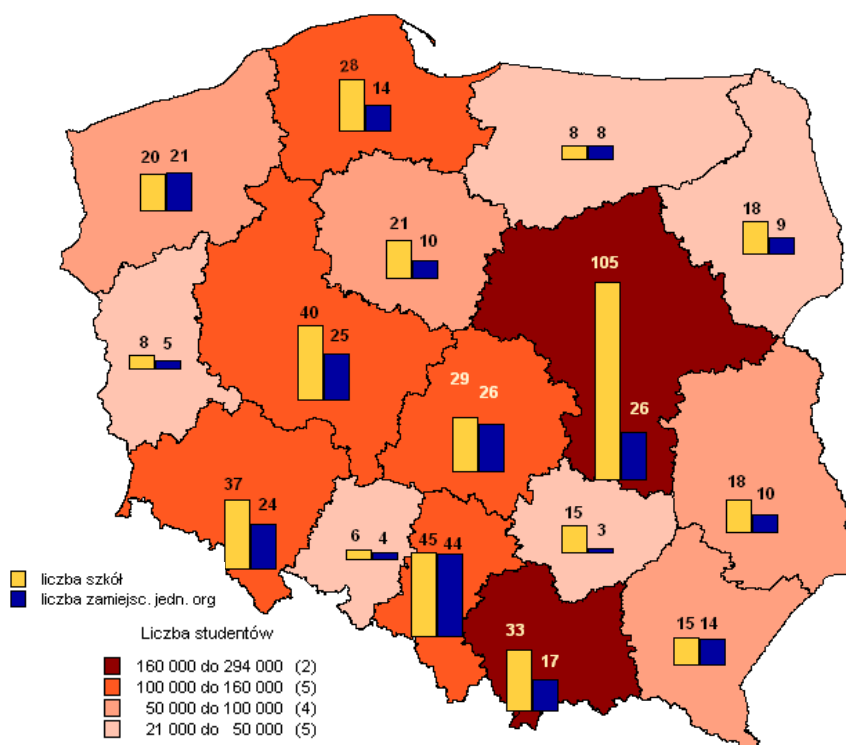 28 14
8 8
20 21
18 9
21 10
105
40 25
8 5
29 26
26
37 24
18 10
15 3
6 4
45 44
liczba szkół
liczba zamiejsc. jedn. org
33 17
15 14
Liczba studentów
160 000 do 294 000 (2)
100 000 do 160 000 (5)
50 000 do 100 000 (4)
21 000 do 50 000 (5)